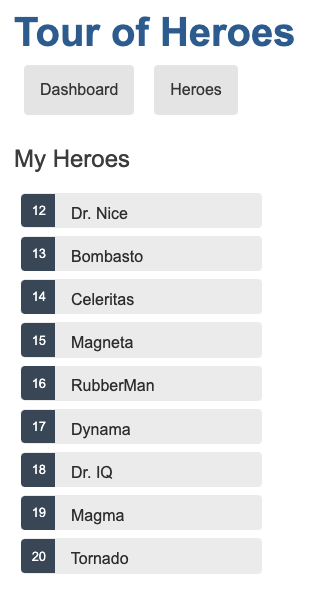 Tour of Heroes
Dashboard Heroes
My Heroes
12 Dr. Nice
13 Bombasto
14 Celeritas
15 Magneta
16 RubberMan
17 Dynama
18 Dr. IQ
19 Magma
20 Tornado